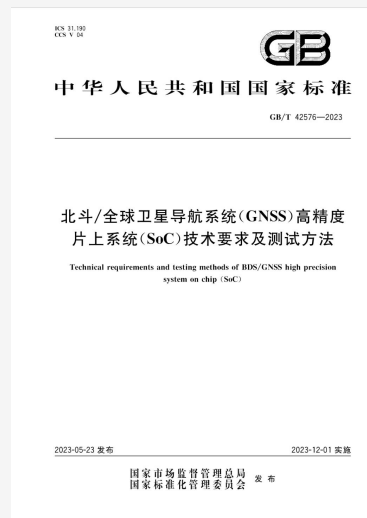 ICS 31.190
CCS V 04
GB
中华人民共和国国家标准
GB/T 42576—2023
北斗/全球卫星导航系统(GNSS)高精度
片上系统(SoC)技术要求及测试方法
Technical requirements and testing methods of BDS/GNSS high precision
system on chip (SoC)
2023-05-23 发布
2023-12-01 实施
国家市场监督管理总局
国家标准化管理委员会
发布